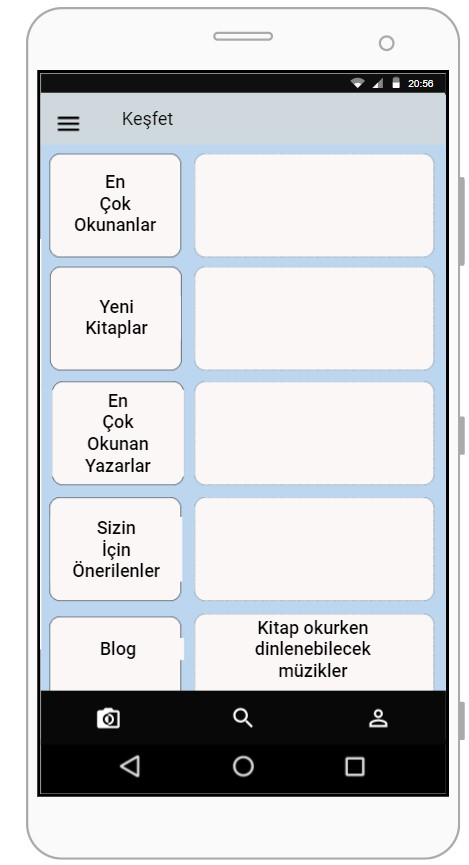 20:56
Keşfet
En
Çok
Okunanlar
Yeni
Kitaplar
En
Çok
Okunan
Yazarlar
Sizin
İçin
Önerilenler
Blog
Kitap okurken
dinlenebilecek
müzikler